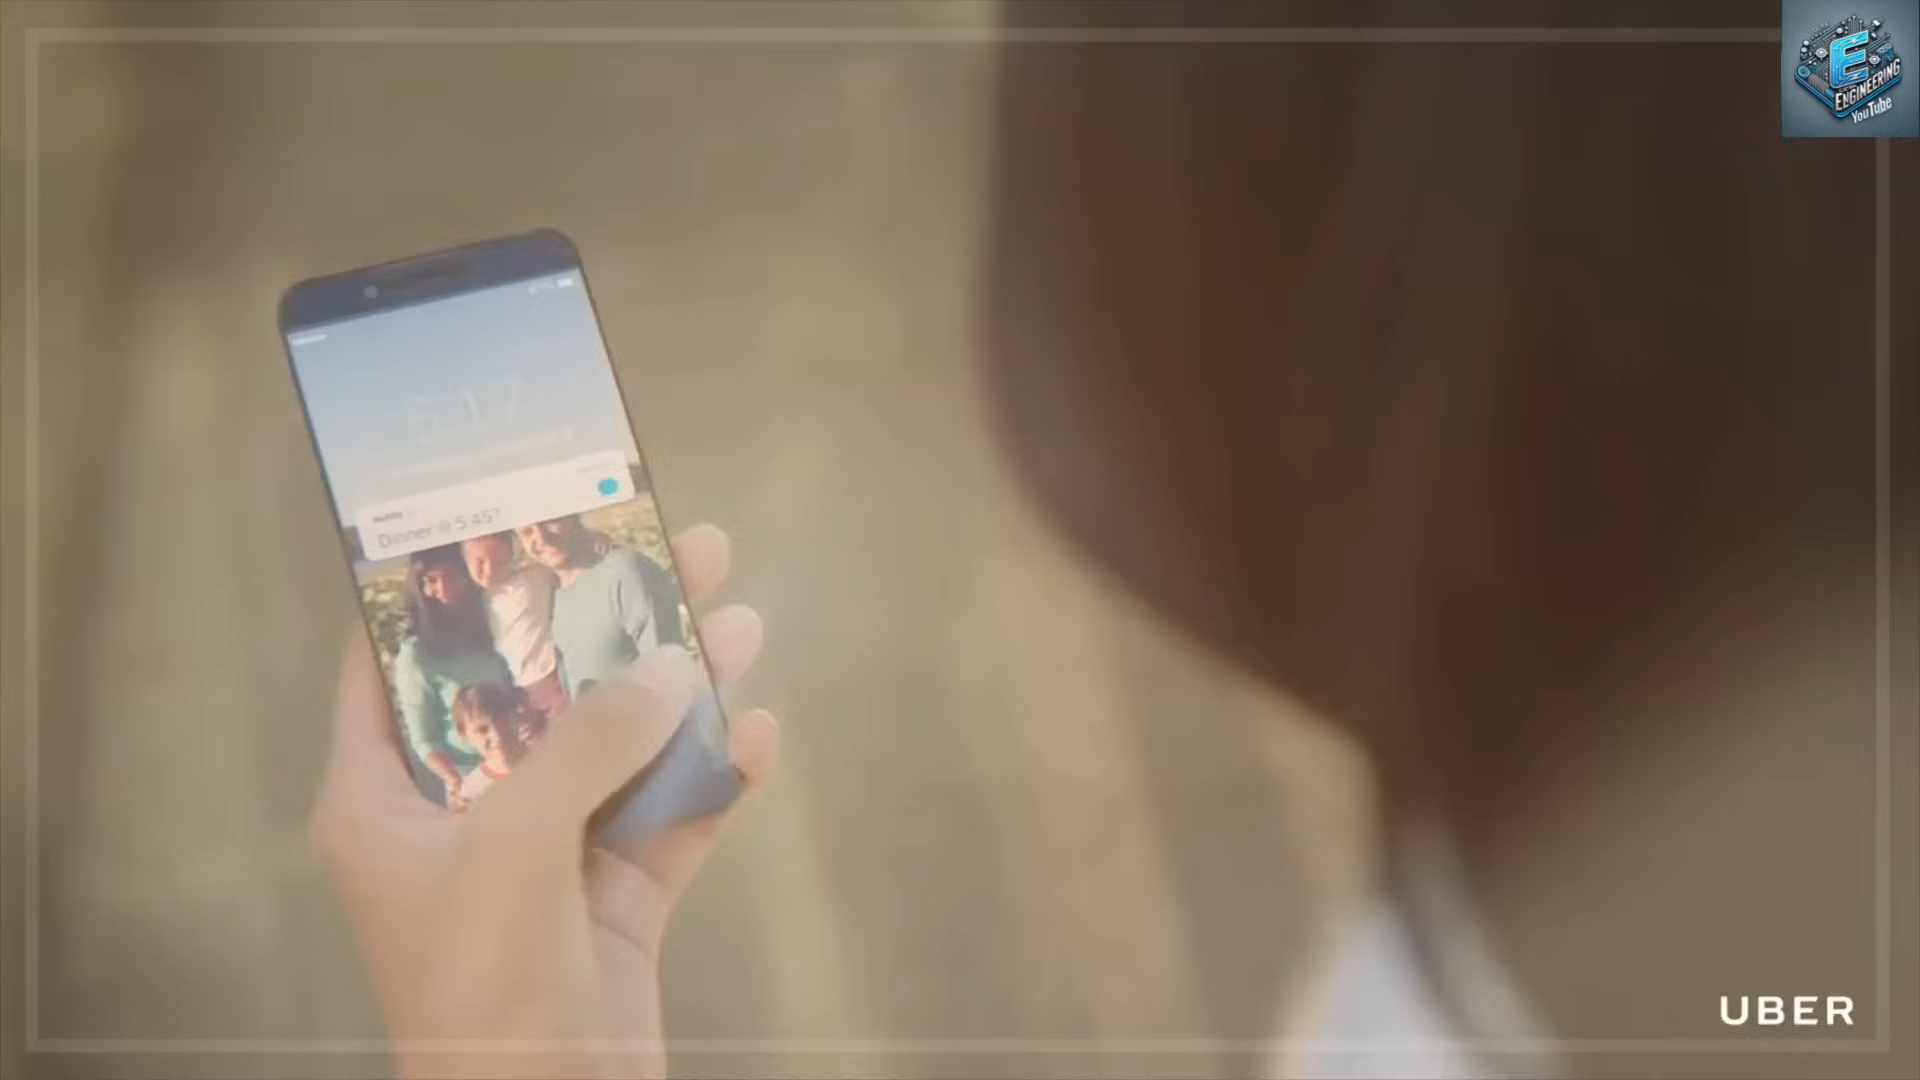 E
ENGINEERING
YouTube
5:17
Dinner @ 5:45?
UBER